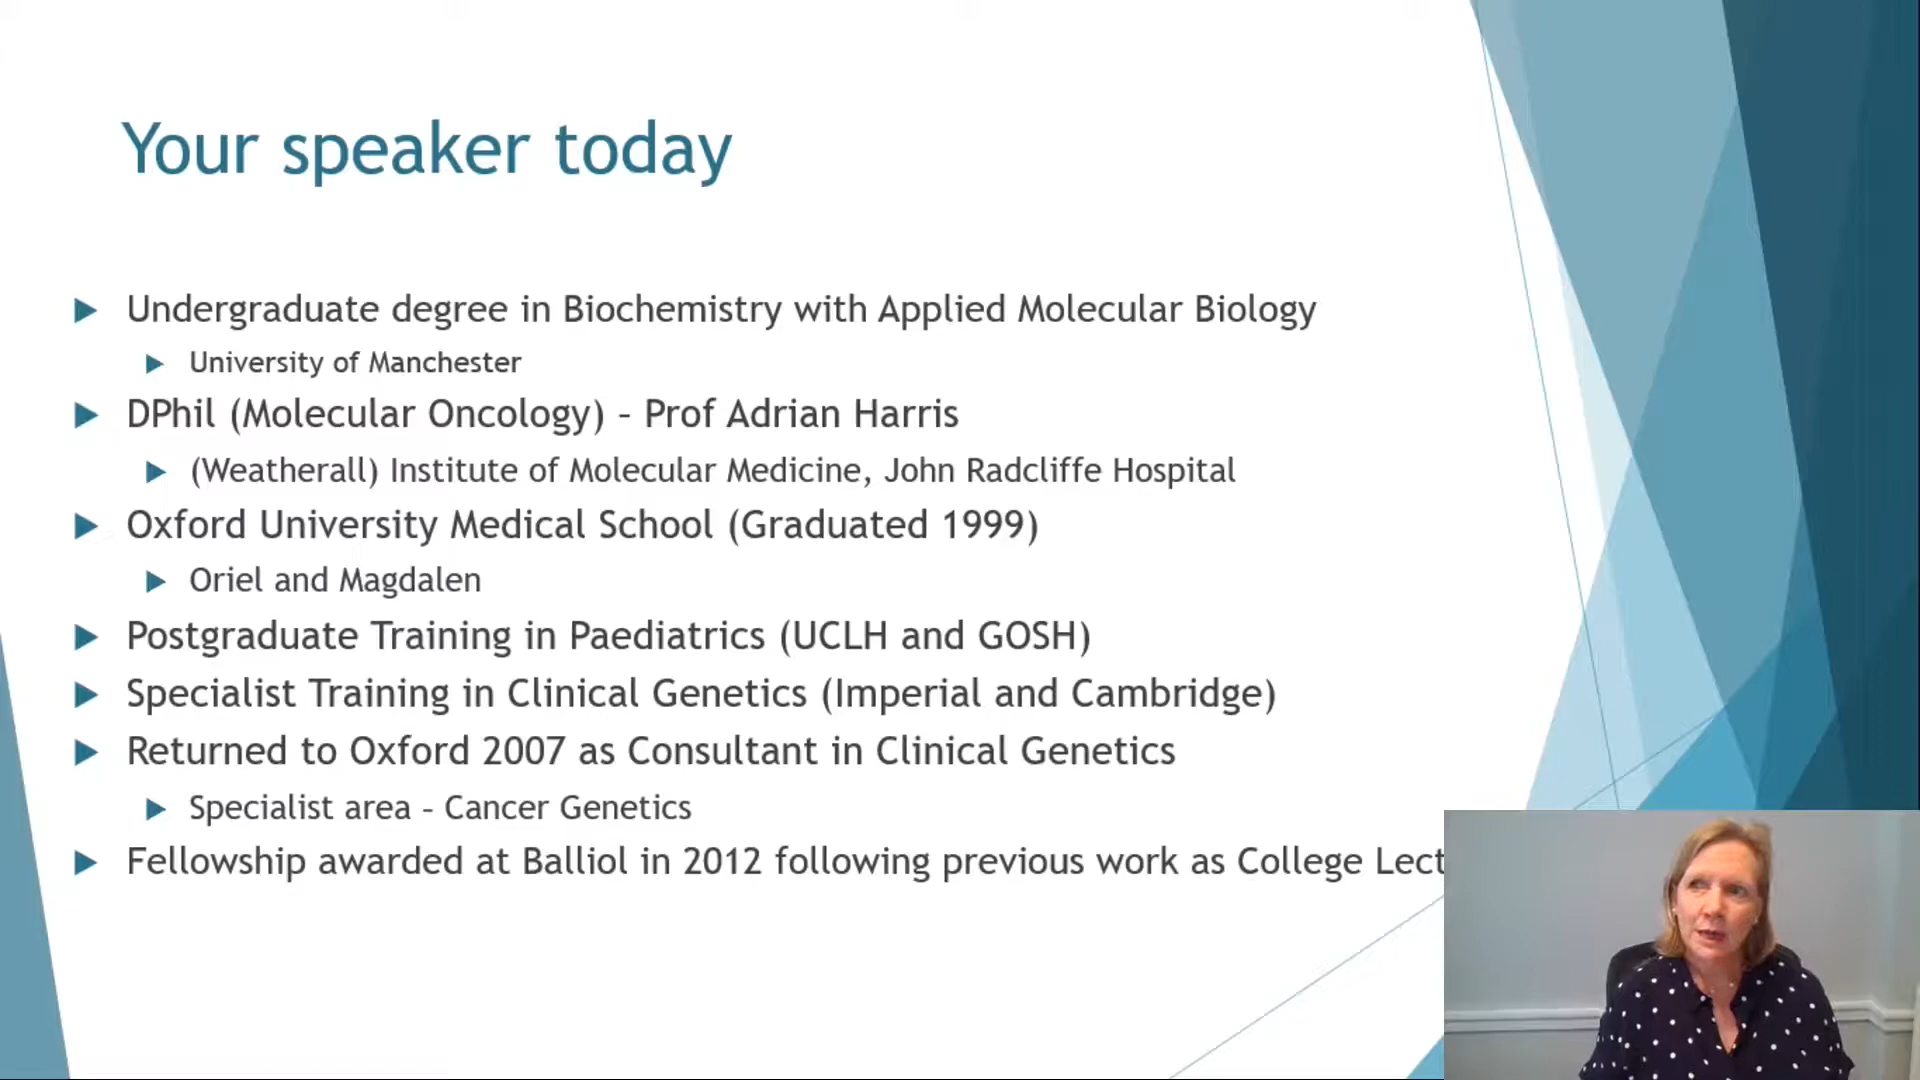 Your speaker today
Undergraduate degree in Biochemistry with Applied Molecular Biology
University of Manchester
DPhil (Molecular Oncology) – Prof Adrian Harris
(Weatherall) Institute of Molecular Medicine, John Radcliffe Hospital
Oxford University Medical School (Graduated 1999)
Oriel and Magdalen
Postgraduate Training in Paediatrics (UCLH and GOSH)
Specialist Training in Clinical Genetics (Imperial and Cambridge)
Returned to Oxford 2007 as Consultant in Clinical Genetics
Specialist area – Cancer Genetics
Fellowship awarded at Balliol in 2012 following previous work as College Lect